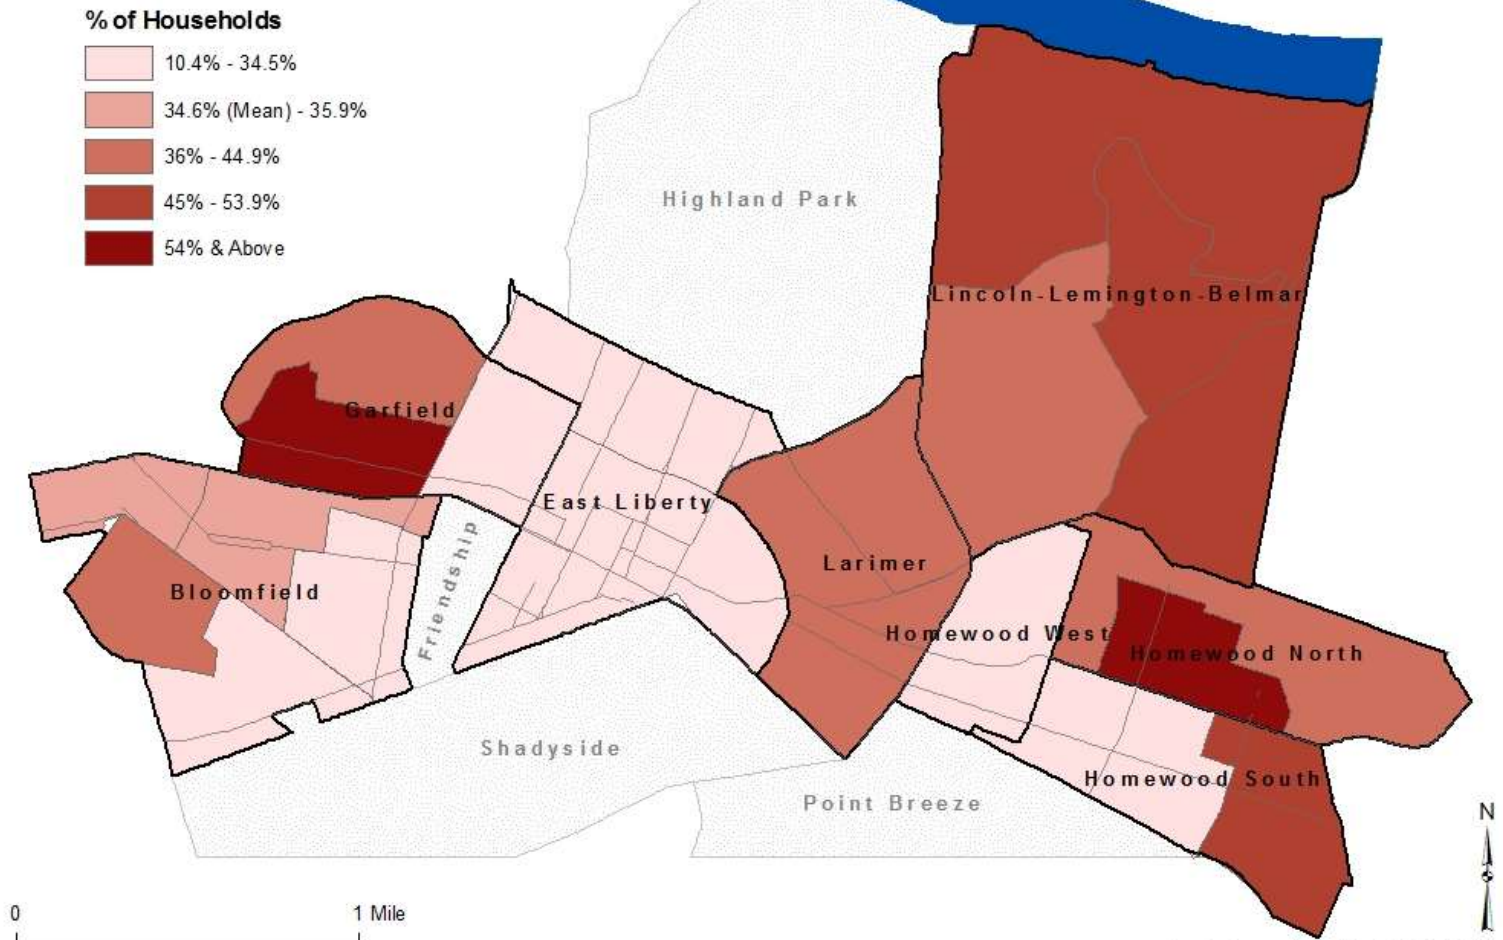 % of Households
10.4% - 34.5%
34.6% (Mean) - 35.9%
36% - 44.9%
45% - 53.9%
54% & Above
Highland Park
Lincoln-Lemington-Belmar
Garfield
East Liberty
Friendship
Larimer
Bloomfield
Homewood West
Homewood North
Shadyside
Homewood South
Point Breeze
N
0
1 Mile